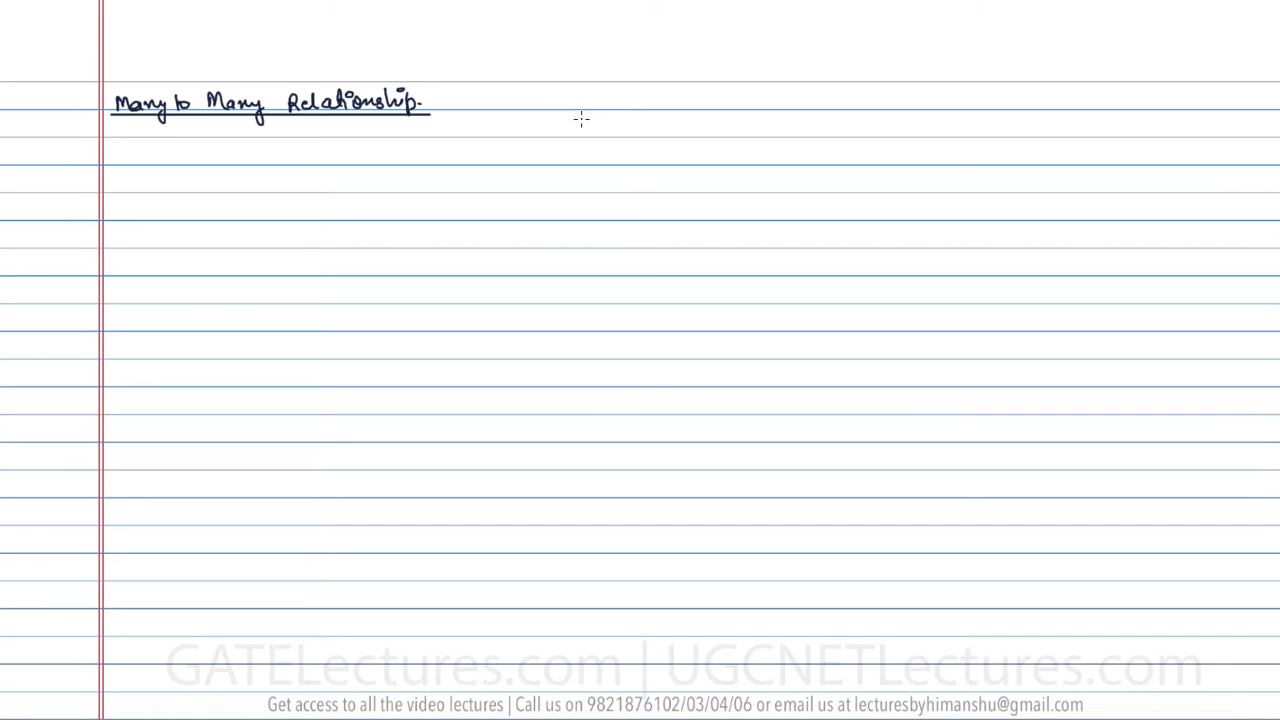 Many to Many Relationship.
GATELectures.com | UGCNETLectures.com
Get access to all the video lectures | Call us on 9821876102/03/04/06 or email us at lecturesbyhimanshu@gmail.com